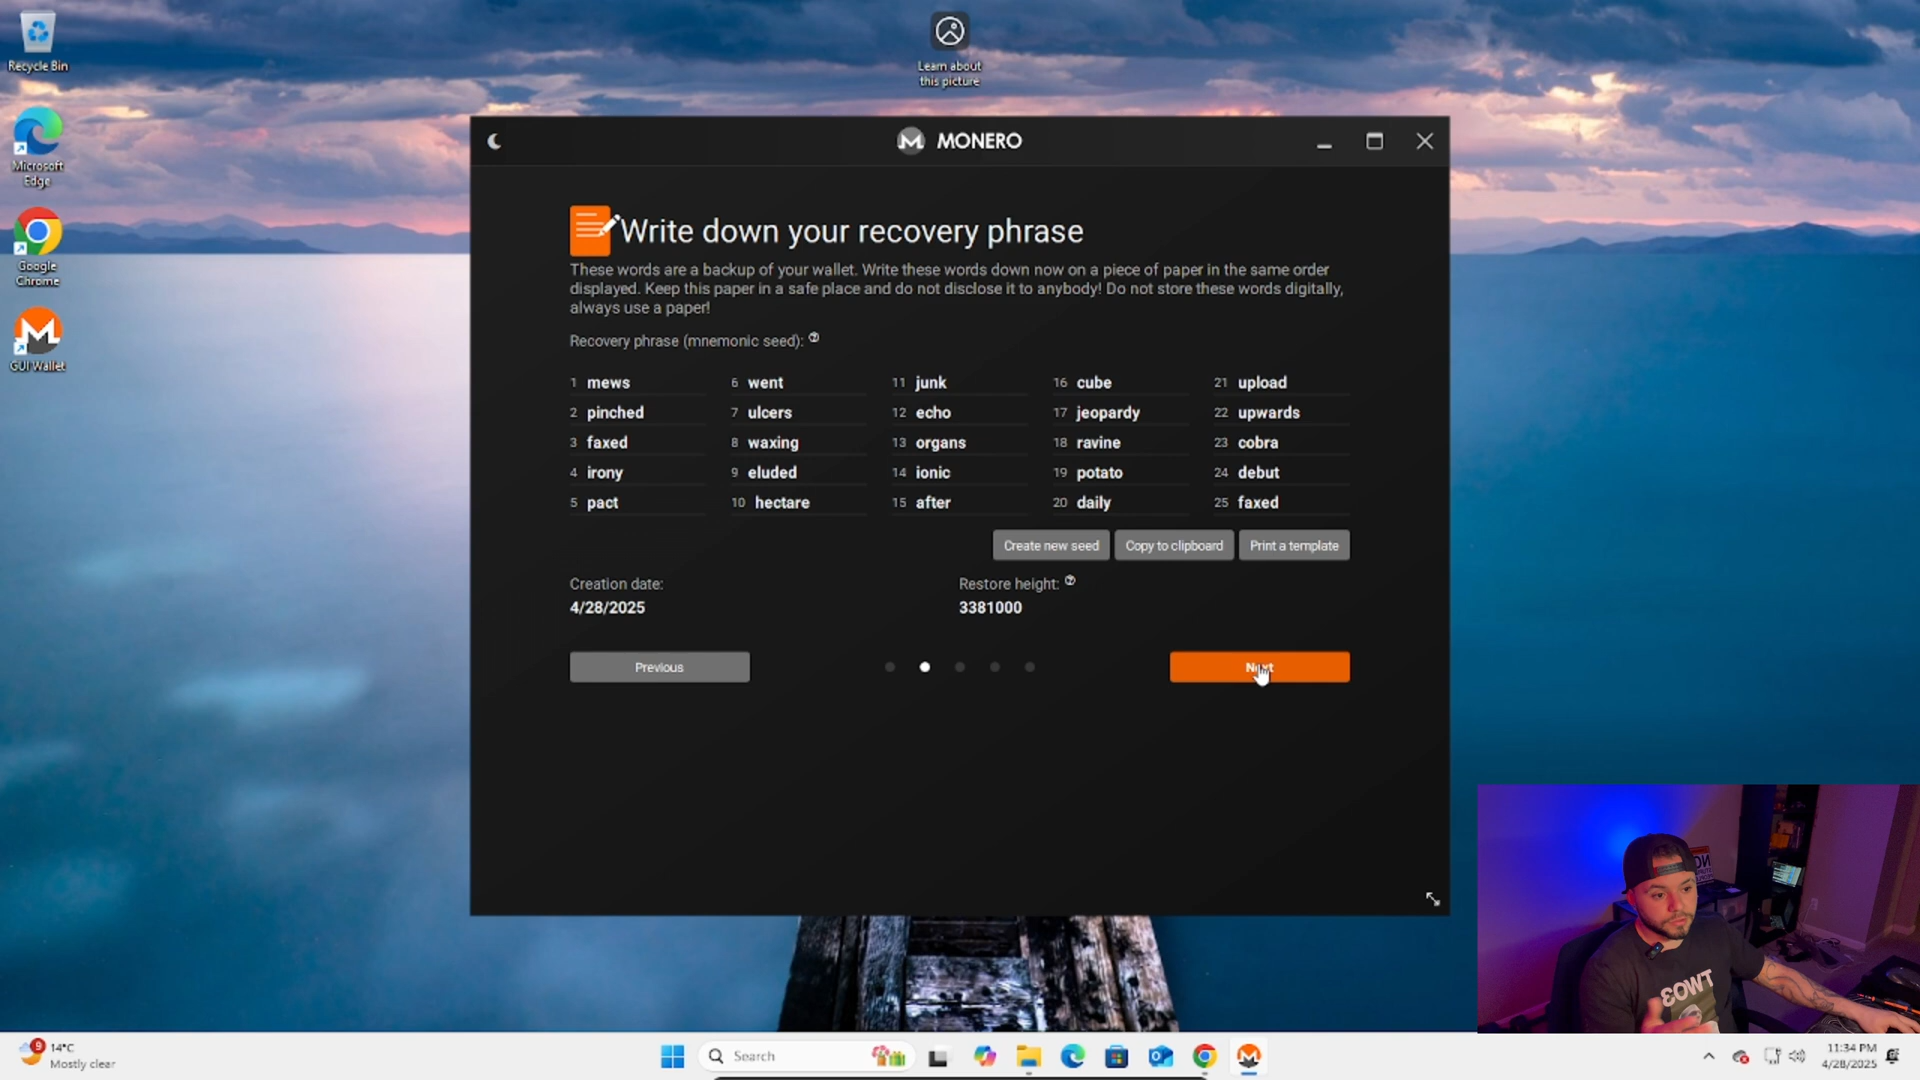 Recycle Bin
Learn about
this picture
Microsoft
Edge
Google
Chrome
GUI Wallet
MONERO
Write down your recovery phrase
These words are a backup of your wallet. Write these words down now on a piece of paper in the same order
displayed. Keep this paper in a safe place and do not disclose it to anybody! Do not store these words digitally,
always use a paper!
Recovery phrase (mnemonic seed): ?
1 mews 6 went 11 junk 16 cube 21 upload
2 pinched 7 ulcers 12 echo 17 jeopardy 22 upwards
3 faxed 8 waxing 13 organs 18 ravine 23 cobra
4 irony 9 eluded 14 ionic 19 potato 24 debut
5 pact 10 hectare 15 after 20 daily 25 faxed
Create new seed Copy to clipboard Print a template
Creation date: Restore height: ?
4/28/2025 3381000
Previous Next
9 14°C
Mostly clear
Search
11:34 PM
4/28/2025